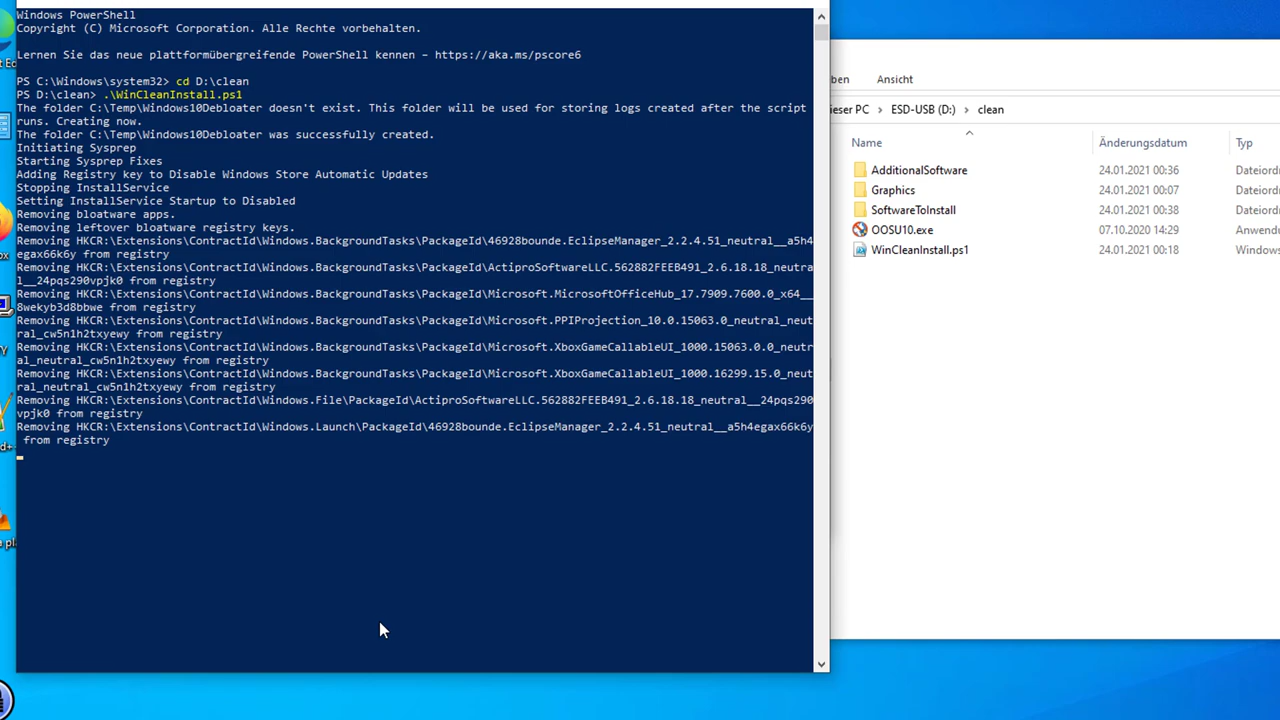 Windows PowerShell
Copyright (C) Microsoft Corporation. Alle Rechte vorbehalten.
Lernen Sie das neue plattformübergreifende PowerShell kennen – https://aka.ms/pscore6
PS C:\Windows\system32> cd D:\clean
PS D:\clean> .\WinCleanInstall.ps1
The folder C:\Temp\Windows10Debloater doesn't exist. This folder will be used for storing logs created after the script
runs. Creating now.
The folder C:\Temp\Windows10Debloater was successfully created.
Initiating Sysprep
Starting Sysprep Fixes
Adding Registry key to Disable Windows Store Automatic Updates
Stopping InstallService
Setting InstallService Startup to Disabled
Removing bloatware apps.
Removing leftover bloatware registry keys.
Removing HKCR:\Extensions\ContractId\Windows.BackgroundTasks\PackageId\46928bounde.EclipseManager_2.2.4.51_neutral__a5h4
egax66k6y from registry
Removing HKCR:\Extensions\ContractId\Windows.BackgroundTasks\PackageId\ActiproSoftwareLLC.562882FEEB491_2.6.18.18_neutra
l__24pqs290vpjk0 from registry
Removing HKCR:\Extensions\ContractId\Windows.BackgroundTasks\PackageId\Microsoft.MicrosoftOfficeHub_17.7909.7600.0_x64__
8wekyb3d8bbwe from registry
Removing HKCR:\Extensions\ContractId\Windows.BackgroundTasks\PackageId\Microsoft.PPIProjection_10.0.15063.0_neutral_neut
ral_cw5n1h2txyewy from registry
Removing HKCR:\Extensions\ContractId\Windows.BackgroundTasks\PackageId\Microsoft.XboxGameCallableUI_1000.15063.0.0_neutr
al_neutral_cw5n1h2txyewy from registry
Removing HKCR:\Extensions\ContractId\Windows.BackgroundTasks\PackageId\Microsoft.XboxGameCallableUI_1000.16299.15.0_neut
ral_neutral_cw5n1h2txyewy from registry
Removing HKCR:\Extensions\ContractId\Windows.File\PackageId\ActiproSoftwareLLC.562882FEEB491_2.6.18.18_neutral__24pqs290
vpjk0 from registry
Removing HKCR:\Extensions\ContractId\Windows.Launch\PackageId\46928bounde.EclipseManager_2.2.4.51_neutral__a5h4egax66k6y
from registry
ben Ansicht
ieser PC > ESD-USB (D:) > clean
Name Änderungsdatum Typ
AdditionalSoftware 24.01.2021 00:36 Dateiord
Graphics 24.01.2021 00:07 Dateiord
SoftwareToInstall 24.01.2021 00:38 Dateiord
OOSU10.exe 07.10.2020 14:29 Anwend
WinCleanInstall.ps1 24.01.2021 00:18 Windows